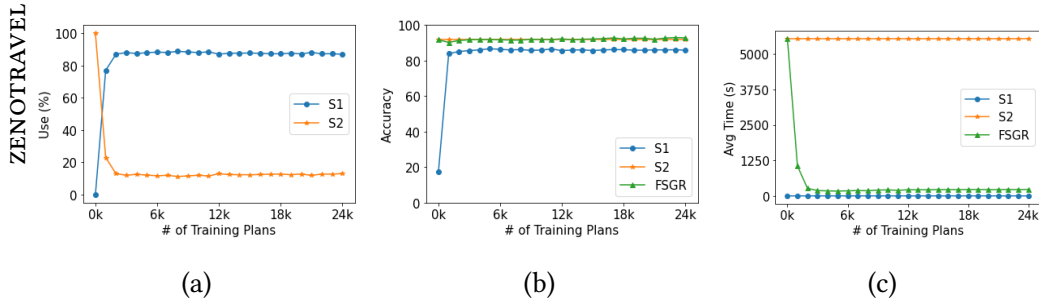 ZENOTRAVEL
Use (%)
100
80
60
40
20
0
S1
S2
0k 6k 12k 18k 24k
# of Training Plans
(a)
Accuracy
100
80
60
40
20
0
S1
S2
FSGR
0k 6k 12k 18k 24k
# of Training Plans
(b)
Avg Time (s)
5000
3750
2500
1250
0
S1
S2
FSGR
0k 6k 12k 18k 24k
# of Training Plans
(c)